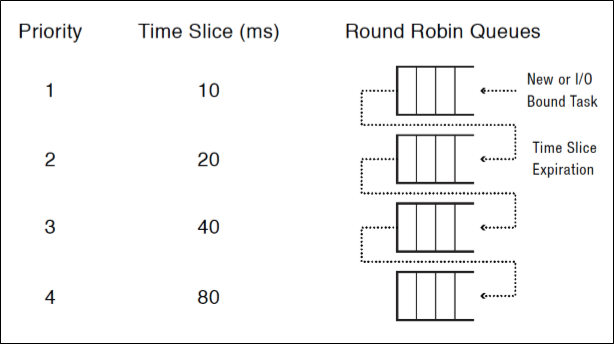 Priority Time Slice (ms) Round Robin Queues
1 10 New or I/O
Bound Task
2 20 Time Slice
Expiration
3 40
4 80